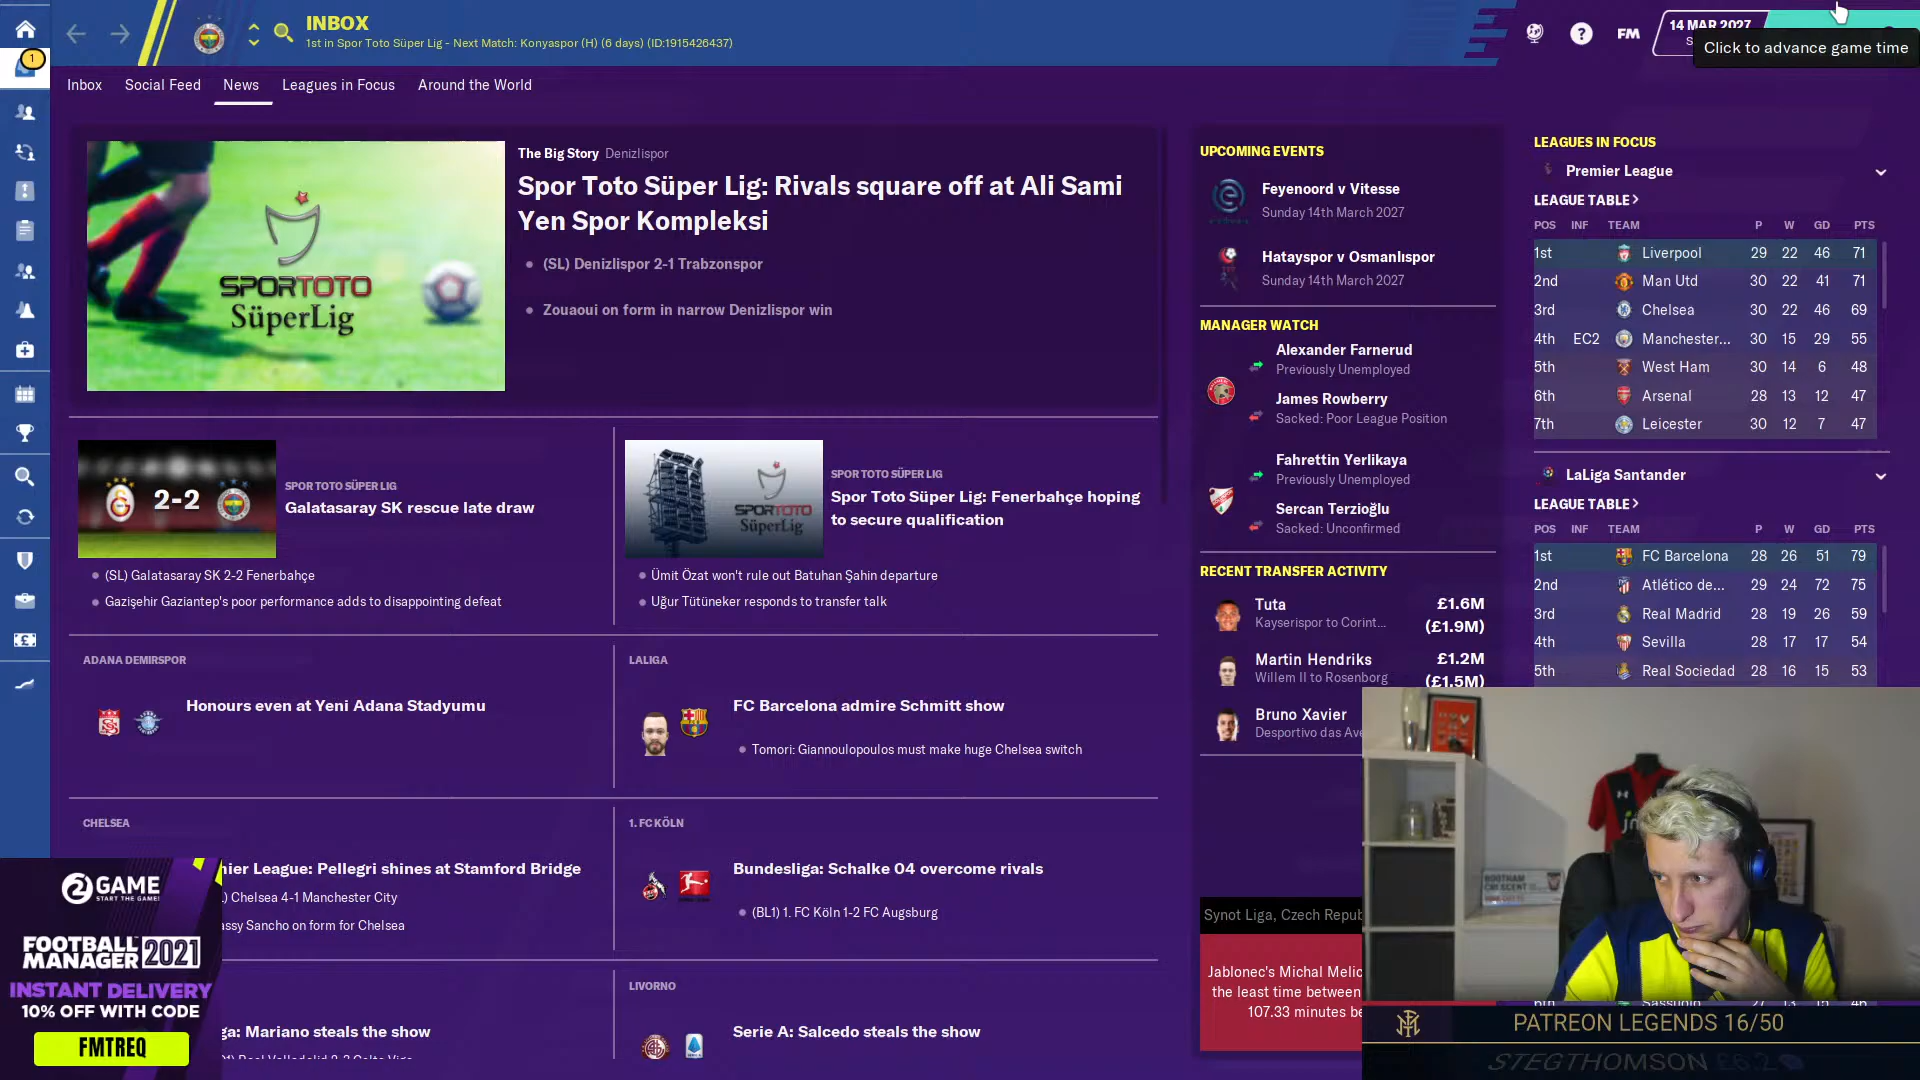 INBOX
1st in Spor Toto Süper Lig - Next Match: Konyaspor (H) (6 days) (ID:1915426437)
FM
14 MAR 2027
Click to advance game time
1
Inbox
Social Feed
News
Leagues in Focus
Around the World
The Big Story Denizlispor
Spor Toto Süper Lig: Rivals square off at Ali Sami
Yen Spor Kompleksi
(SL) Denizlispor 2-1 Trabzonspor
Zouaoui on form in narrow Denizlispor win
SPORTOTO
SüperLig
2-2
SPOR TOTO SÜPER LIG
Galatasaray SK rescue late draw
(SL) Galatasaray SK 2-2 Fenerbahçe
Gazişehir Gaziantep's poor performance adds to disappointing defeat
SPORTOTO
SüperLig
SPOR TOTO SÜPER LIG
Spor Toto Süper Lig: Fenerbahçe hoping
to secure qualification
Ümit Özat won't rule out Batuhan Şahin departure
Uğur Tütüneker responds to transfer talk
ADANA DEMIRSPOR
Honours even at Yeni Adana Stadyumu
LALIGA
FC Barcelona admire Schmitt show
Tomori: Giannoulopoulos must make huge Chelsea switch
CHELSEA
nier League: Pellegri shines at Stamford Bridge
.) Chelsea 4-1 Manchester City
assy Sancho on form for Chelsea
1. FC KÖLN
Bundesliga: Schalke 04 overcome rivals
(BL1) 1. FC Köln 1-2 FC Augsburg
ga: Mariano steals the show
LIVORNO
Serie A: Salcedo steals the show
2GAME
START THE GAME!
FOOTBALL
MANAGER 2021
INSTANT DELIVERY
10% OFF WITH CODE
FMTREQ
UPCOMING EVENTS
Feyenoord v Vitesse
Sunday 14th March 2027
Hatayspor v Osmanlıspor
Sunday 14th March 2027
MANAGER WATCH
Alexander Farnerud
Previously Unemployed
James Rowberry
Sacked: Poor League Position
Fahrettin Yerlikaya
Previously Unemployed
Sercan Terzioğlu
Sacked: Unconfirmed
RECENT TRANSFER ACTIVITY
Tuta £1.6M
Kayserispor to Corint... (£1.9M)
Martin Hendriks £1.2M
Willem II to Rosenborg (£1.5M)
Bruno Xavier
Desportivo das Ave
Synot Liga, Czech Repub
Jablonec's Michal Melic
the least time between
107.33 minutes be
LEAGUES IN FOCUS
Premier League
LEAGUE TABLE
POS INF TEAM P W GD PTS
1st Liverpool 29 22 46 71
2nd Man Utd 30 22 41 71
3rd Chelsea 30 22 46 69
4th EC2 Manchester... 30 15 29 55
5th West Ham 30 14 6 48
6th Arsenal 28 13 12 47
7th Leicester 30 12 7 47
LaLiga Santander
LEAGUE TABLE
POS INF TEAM P W GD PTS
1st FC Barcelona 28 26 51 79
2nd Atlético de... 29 24 72 75
3rd Real Madrid 28 19 26 59
4th Sevilla 28 17 17 54
5th Real Sociedad 28 16 15 53
PATREON LEGENDS 16/50
STEGTHOMSON